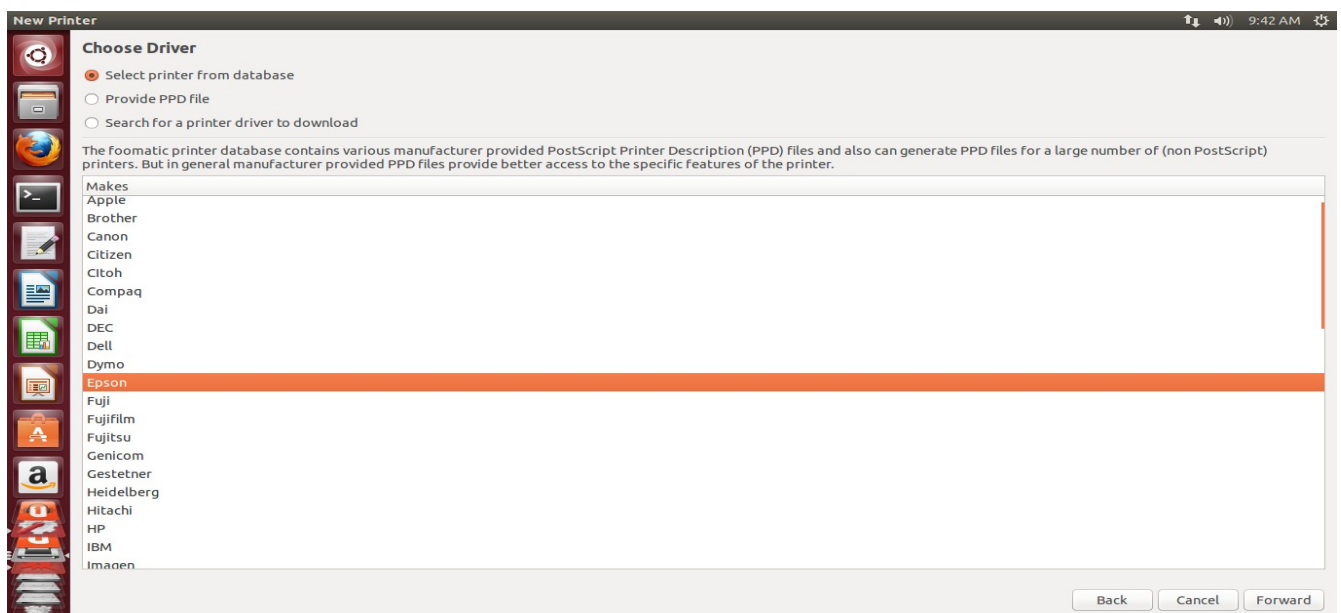 New Printer
9:42 AM
Choose Driver
Select printer from database
Provide PPD file
Search for a printer driver to download
The foomatic printer database contains various manufacturer provided PostScript Printer Description (PPD) files and also can generate PPD files for a large number of (non PostScript)
printers. But in general manufacturer provided PPD files provide better access to the specific features of the printer.
Makes
Apple
Brother
Canon
Citizen
CItoh
Compaq
Dai
DEC
Dell
Dymo
Epson
Fuji
Fujifilm
Fujitsu
Genicom
Gestetner
Heidelberg
Hitachi
HP
IBM
Imagen
Back
Cancel
Forward